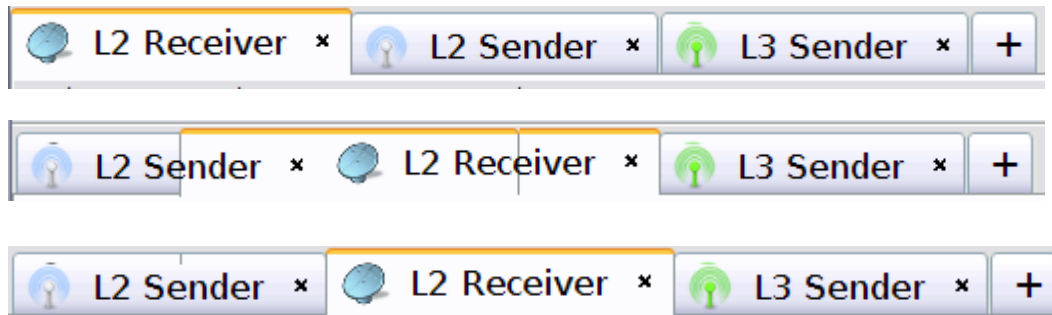 L2 Receiver × L2 Sender × L3 Sender × +
L2 Sender × L2 Receiver × L3 Sender × +
L2 Sender × L2 Receiver × L3 Sender × +